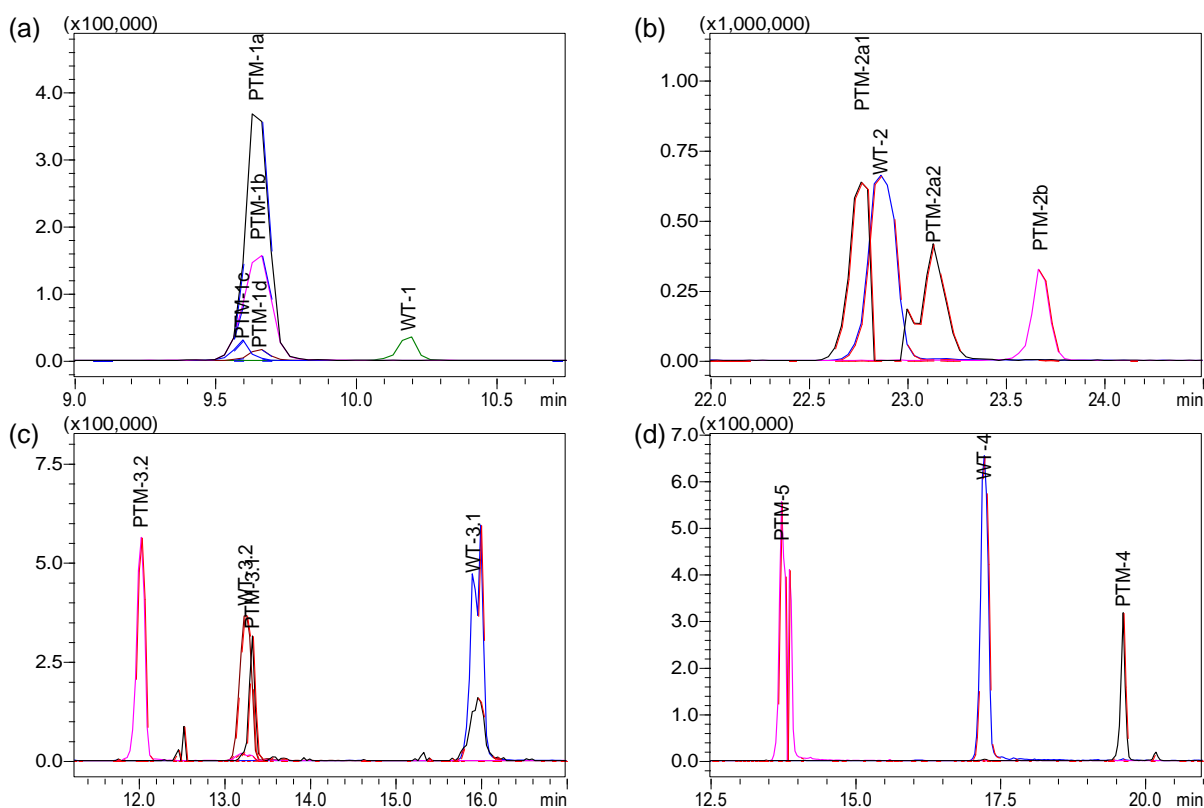 (a)
(x100,000)
PTM-1a
4.0
3.0
PTM-1b
2.0
PTM-1c
PTM-1d
WT-1
1.0
0.0
9.0 9.5 10.0 10.5 min
(b)
(x1,000,000)
PTM-2a1
1.00
WT-2
0.75
PTM-2a2
PTM-2b
0.50
0.25
0.00
22.0 22.5 23.0 23.5 24.0 min
(c)
(x100,000)
7.5
PTM-3.2
WT-3.2
PTM-3.1
WT-3.1
5.0
2.5
0.0
12.0 13.0 14.0 15.0 16.0 min
(d)
(x100,000)
7.0
WT-4
6.0
PTM-5
5.0
4.0
PTM-4
3.0
2.0
1.0
0.0
12.5 15.0 17.5 20.0 min